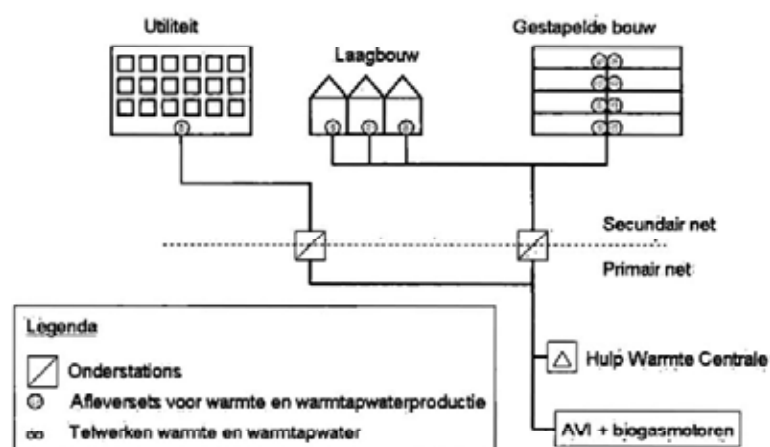 Utiliteit
Laagbouw
Gestapelde bouw
Secundair net
Primair net
Legenda
Onderstations
Afleversets voor warmte en warmtapwaterproductie
Telwerken warmte en warmtapwater
Hulp Warmte Centrale
AVI + biogasmotoren